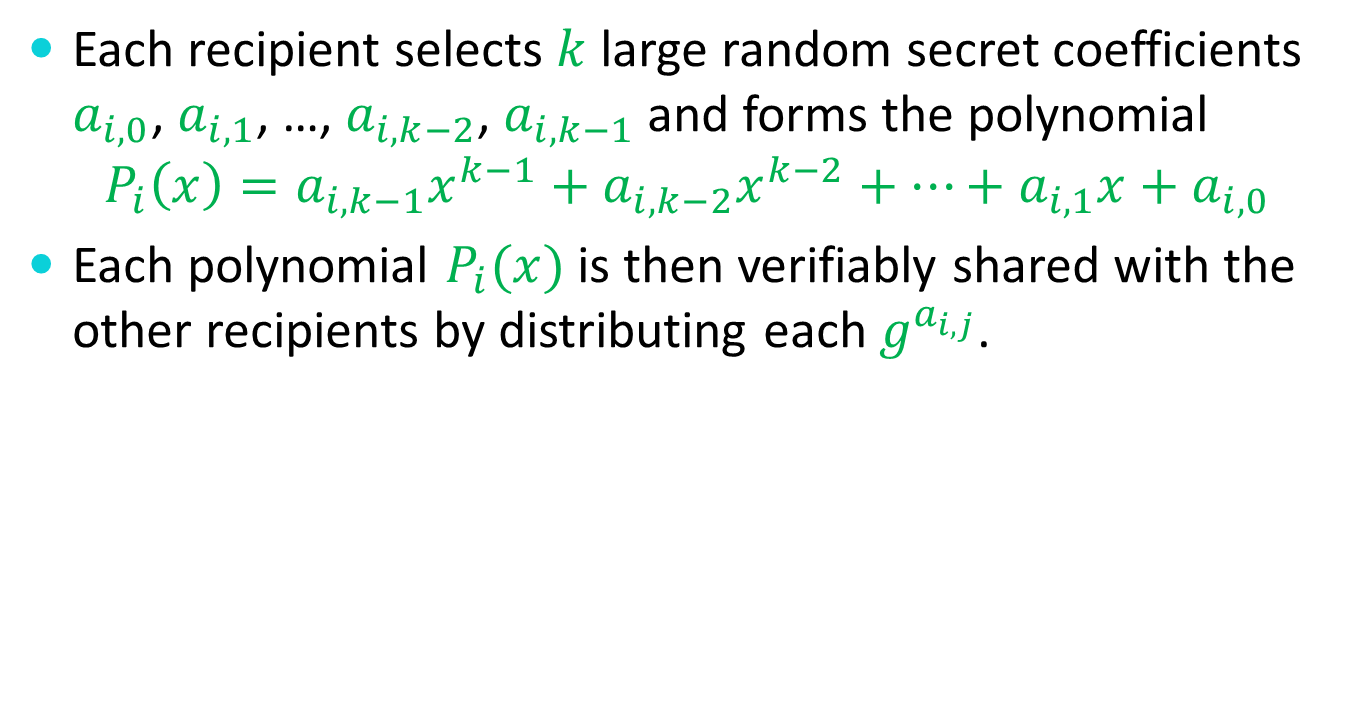 • Each recipient selects k large random secret coefficients
a_{i,0}, a_{i,1}, …, a_{i,k−2}, a_{i,k−1} and forms the polynomial
P_i(x) = a_{i,k−1}x^{k−1} + a_{i,k−2}x^{k−2} + ⋯ + a_{i,1}x + a_{i,0}
• Each polynomial P_i(x) is then verifiably shared with the
other recipients by distributing each g^{a_{i,j}}.